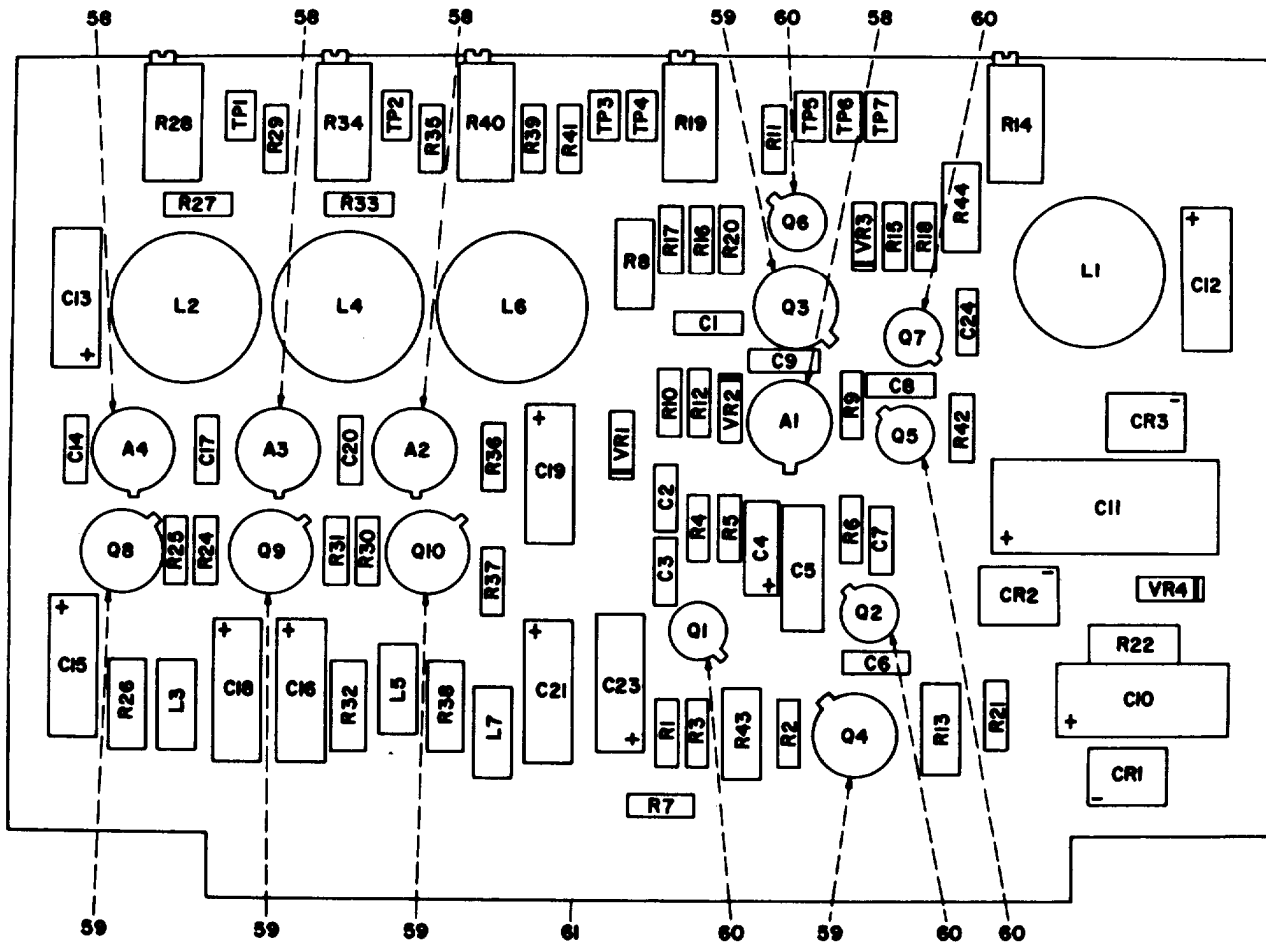 58 58 58 59 60 58 60
R28 TP1 R29 R34 TP2 R35 R40 R39 R41 TP3 TP4 R19 R11 TP5 TP6 TP7 R14
R27 R33 R44
C13 + L2 L4 L6 R8 R17 R16 R20 Q6 VR3 R15 R18 L1 + C12
C1 Q3 Q7 C24
C9 C8
R10 R12 VR2 A1 R9 Q5 R42 CR3 -
C14 A4 C17 A3 C20 A2 R36 + C19 VR1
C2 R4 R5 C4 + C5 R6 C7 C11 +
Q8 R25 R24 Q9 R31 R30 Q10 R37 C3
CR2 - VR4
+ C15 R26 L3 + C18 + C16 R32 L5 R38 L7 + C21 C23 + Q1 Q2 R22
C6 C10 +
R1 R3 R43 R2 Q4 R13 R21
CR1 -
R7
59 59 59 61 60 59 60 60